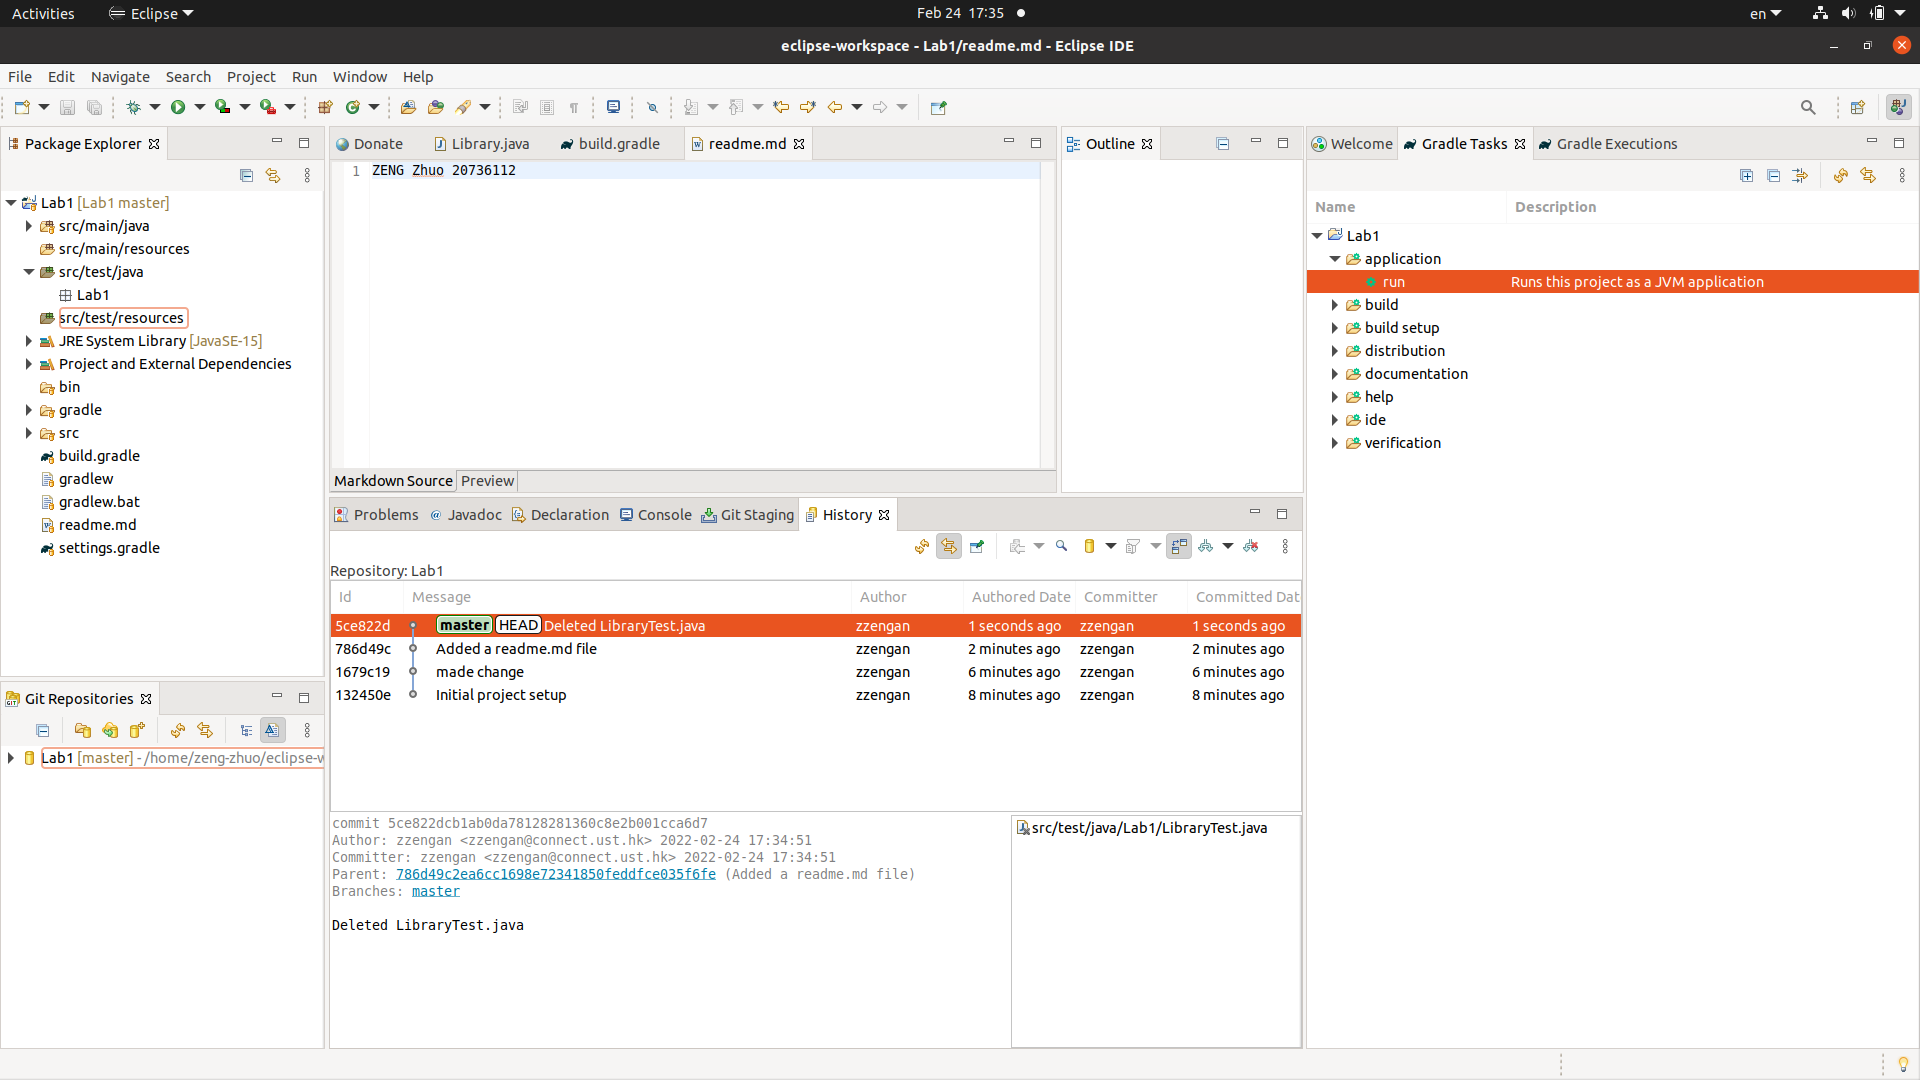 Activities
Eclipse
Feb 24 17:35
en
eclipse-workspace - Lab1/readme.md - Eclipse IDE
File Edit Navigate Search Project Run Window Help
Package Explorer
Lab1 [Lab1 master]
src/main/java
src/main/resources
src/test/java
Lab1
src/test/resources
JRE System Library [JavaSE-15]
Project and External Dependencies
bin
gradle
src
build.gradle
gradlew
gradlew.bat
readme.md
settings.gradle
Git Repositories
Lab1 [master] - /home/zeng-zhuo/eclipse-w
Donate
Library.java
build.gradle
readme.md
1 ZENG Zhuo 20736112
Markdown Source
Preview
Outline
Problems
Javadoc
Declaration
Console
Git Staging
History
Repository: Lab1
Id Message Author Authored Date Committer Committed Dat
5ce822d master HEAD Deleted LibraryTest.java zzengan 1 seconds ago zzengan 1 seconds ago
786d49c Added a readme.md file zzengan 2 minutes ago zzengan 2 minutes ago
1679c19 made change zzengan 6 minutes ago zzengan 6 minutes ago
132450e Initial project setup zzengan 8 minutes ago zzengan 8 minutes ago
commit 5ce822dcb1ab0da78128281360c8e2b001cca6d7
Author: zzengan <zzengan@connect.ust.hk> 2022-02-24 17:34:51
Committer: zzengan <zzengan@connect.ust.hk> 2022-02-24 17:34:51
Parent: 786d49c2ea6cc1698e72341850feddfce035f6fe (Added a readme.md file)
Branches: master
Deleted LibraryTest.java
src/test/java/Lab1/LibraryTest.java
Welcome
Gradle Tasks
Gradle Executions
Name Description
Lab1
application
run Runs this project as a JVM application
build
build setup
distribution
documentation
help
ide
verification